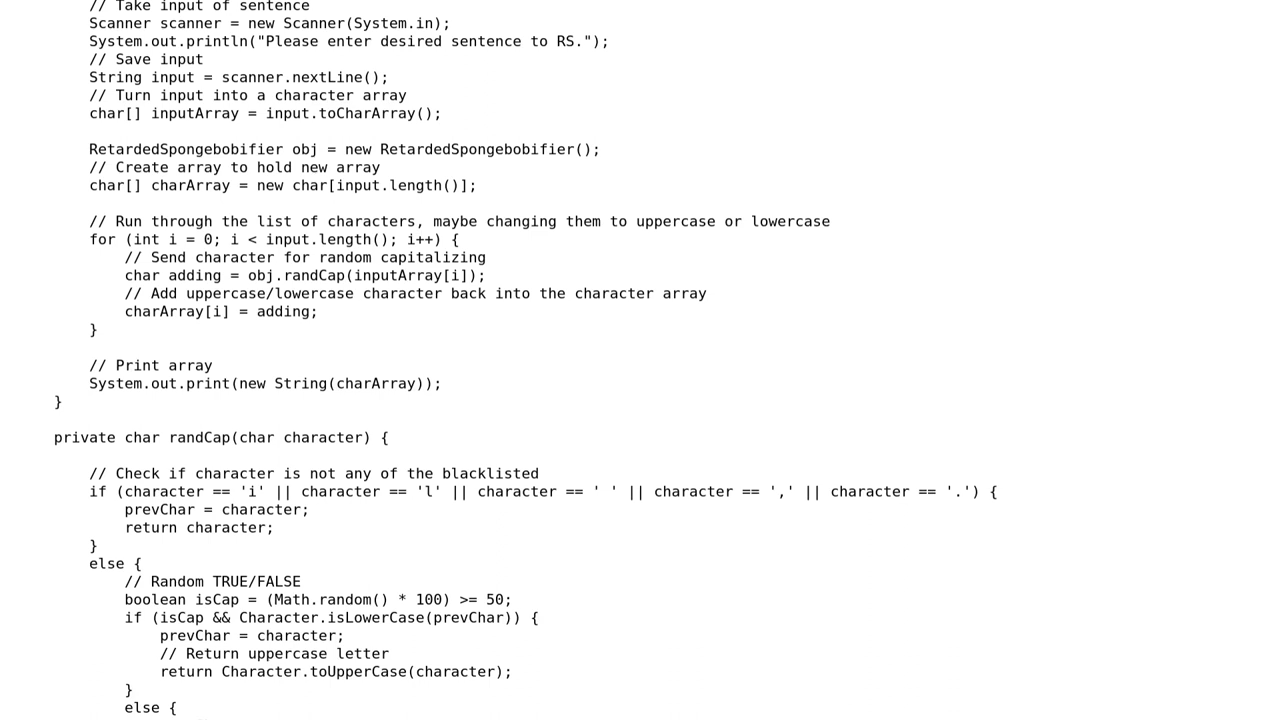 // Take input of sentence
Scanner scanner = new Scanner(System.in);
System.out.println("Please enter desired sentence to RS.");
// Save input
String input = scanner.nextLine();
// Turn input into a character array
char[] inputArray = input.toCharArray();
RetardedSpongebobifier obj = new RetardedSpongebobifier();
// Create array to hold new array
char[] charArray = new char[input.length()];
// Run through the list of characters, maybe changing them to uppercase or lowercase
for (int i = 0; i < input.length(); i++) {
// Send character for random capitalizing
char adding = obj.randCap(inputArray[i]);
// Add uppercase/lowercase character back into the character array
charArray[i] = adding;
}
// Print array
System.out.print(new String(charArray));
}
private char randCap(char character) {
// Check if character is not any of the blacklisted
if (character == 'i' || character == 'l' || character == ' ' || character == ',' || character == '.') {
prevChar = character;
return character;
}
else {
// Random TRUE/FALSE
boolean isCap = (Math.random() * 100) >= 50;
if (isCap && Character.isLowerCase(prevChar)) {
prevChar = character;
// Return uppercase letter
return Character.toUpperCase(character);
}
else {